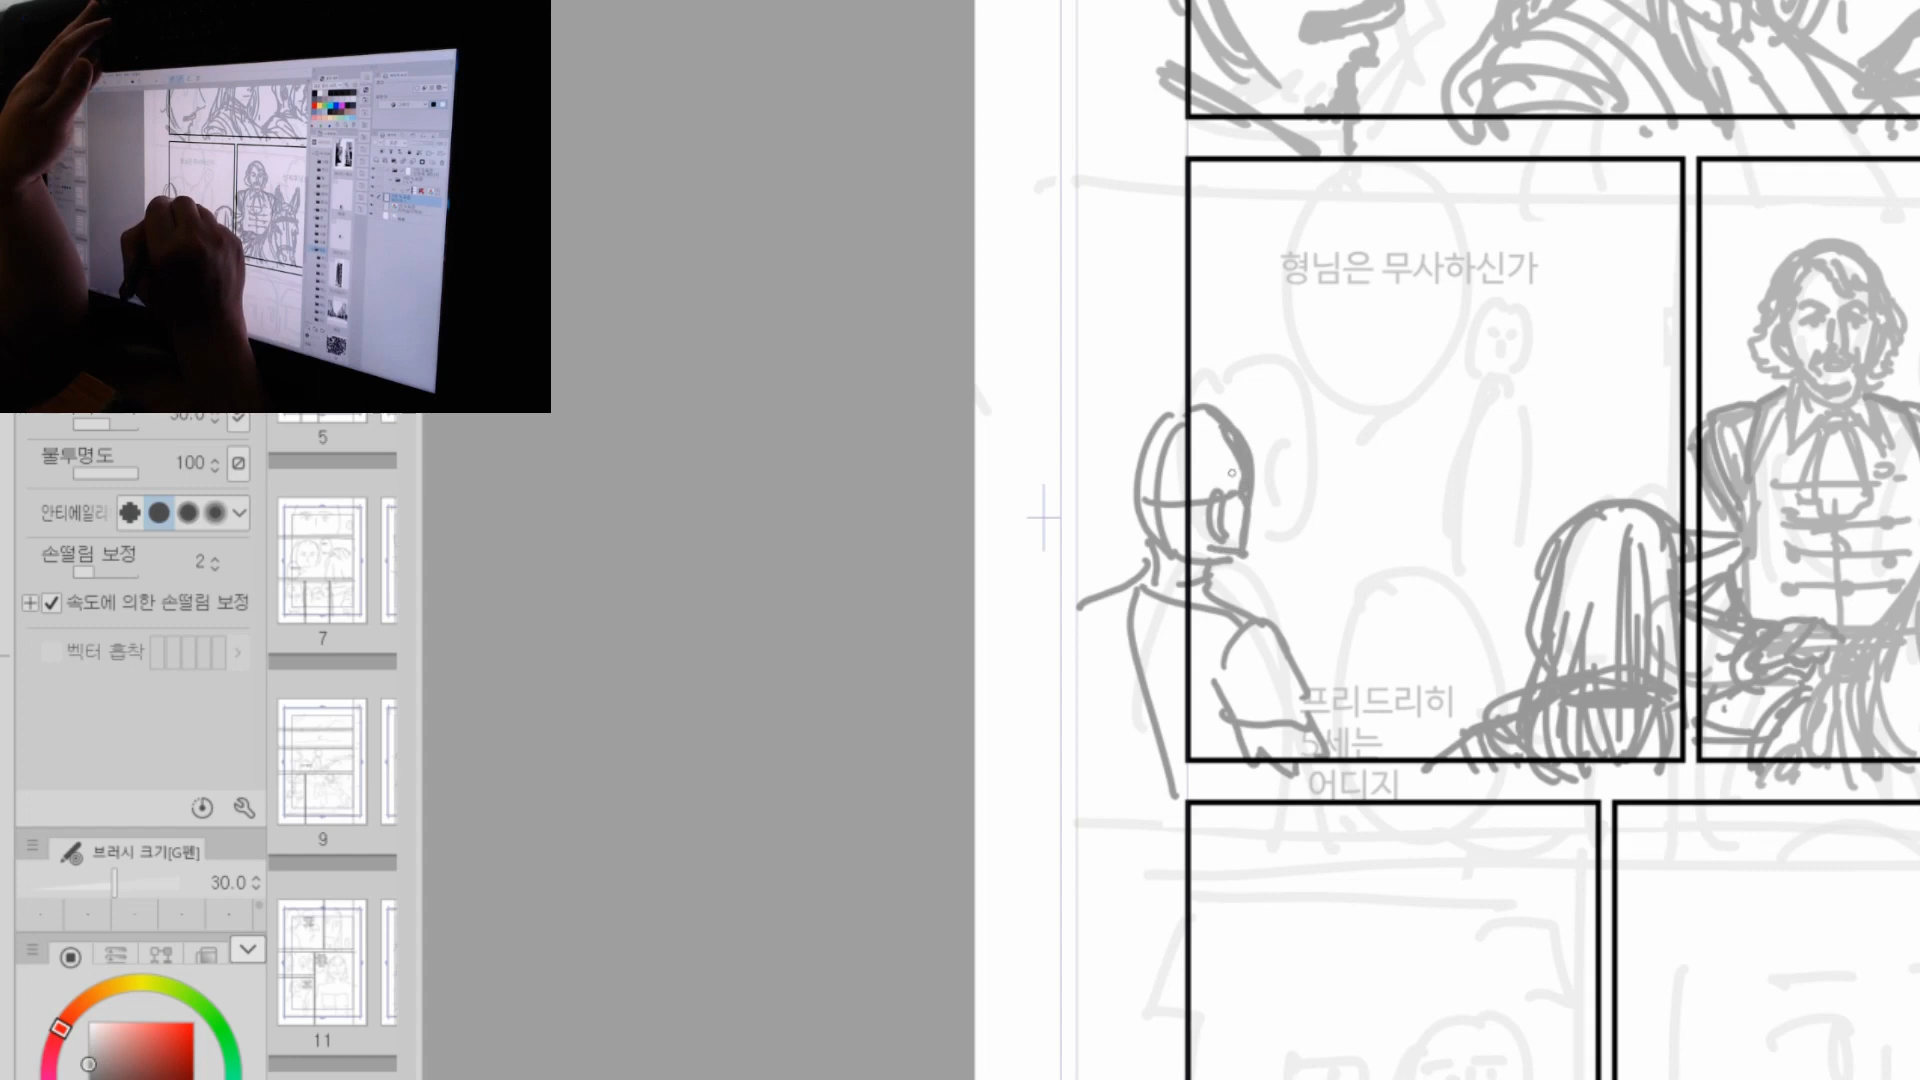 30.0
불투명도 100
안티에일리
손떨림 보정 2
속도에 의한 손떨림 보정
벡터 흡착
브러시 크기[G펜]
30.0
5
7
9
11
형님은 무사하신가
프리드리히
5세는
어디지